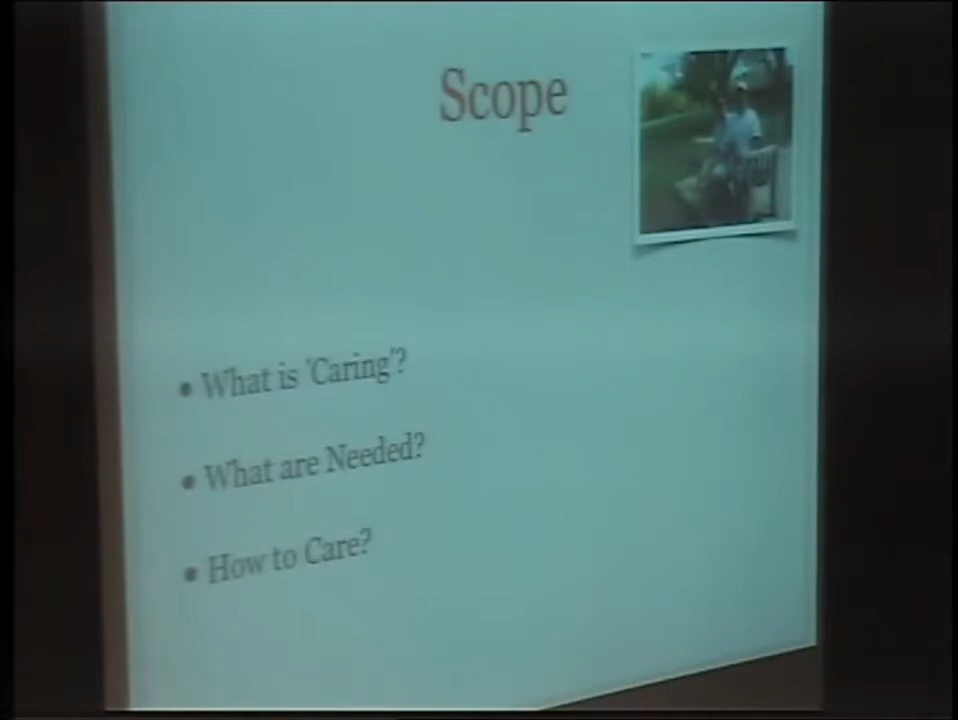 Scope
• What is 'Caring'?
• What are Needed?
• How to Care?